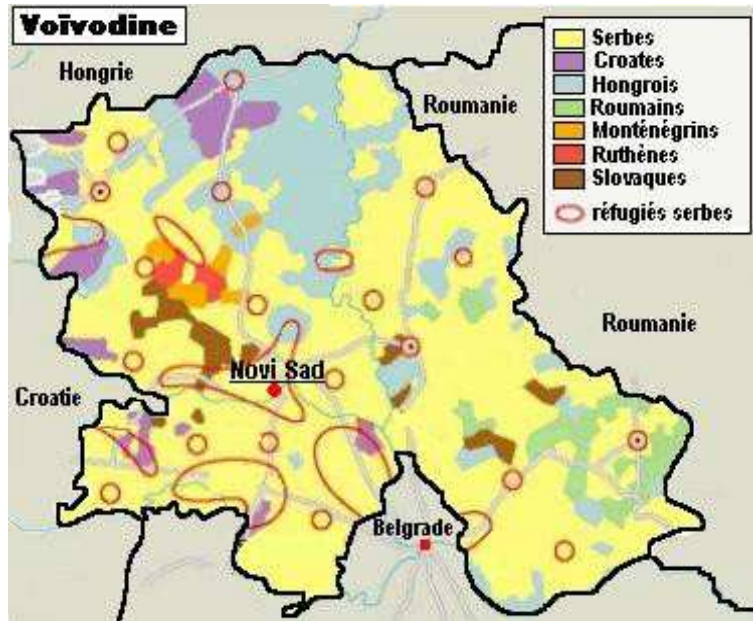 Voïvodine
Hongrie
Roumanie
Serbes
Croates
Hongrois
Roumains
Monténégrins
Ruthènes
Slovaques
réfugiés serbes
Roumanie
Croatie
Novi Sad
Belgrade